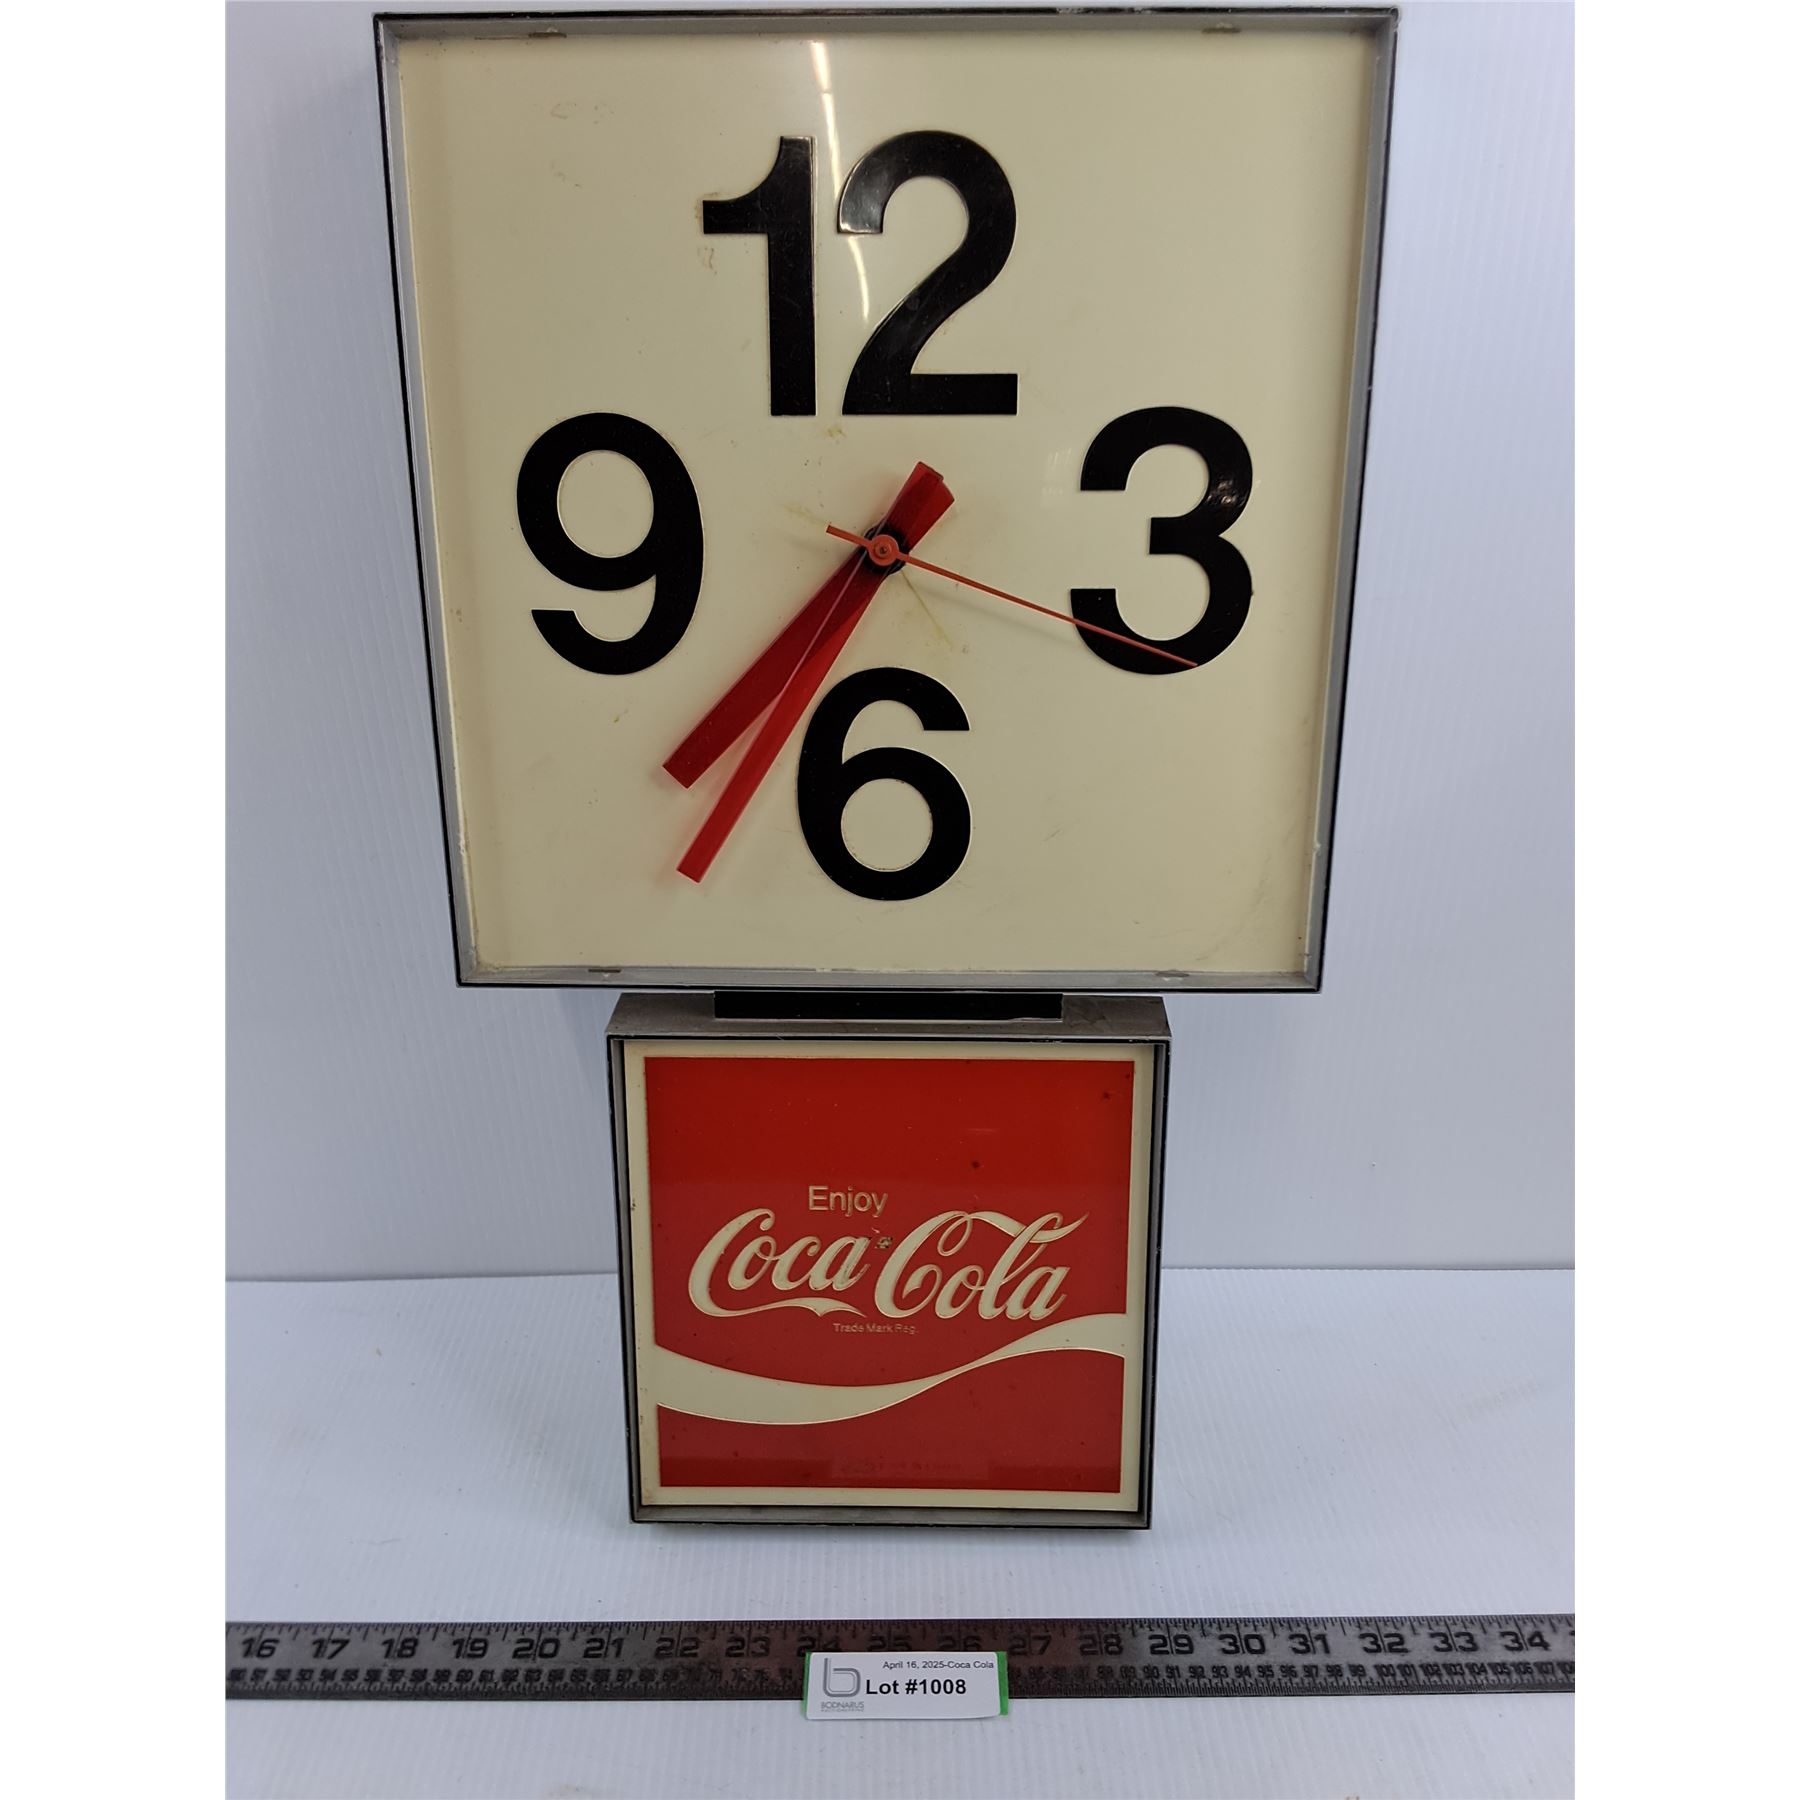 12
9 3
6
Enjoy
Coca-Cola
Trade Mark Reg.
16 17 18 19 20 21 22 23 24 25 26 27 28 29 30 31 32 33 34
April 16, 2025-Coca Cola
Lot #1008
BODNARUS